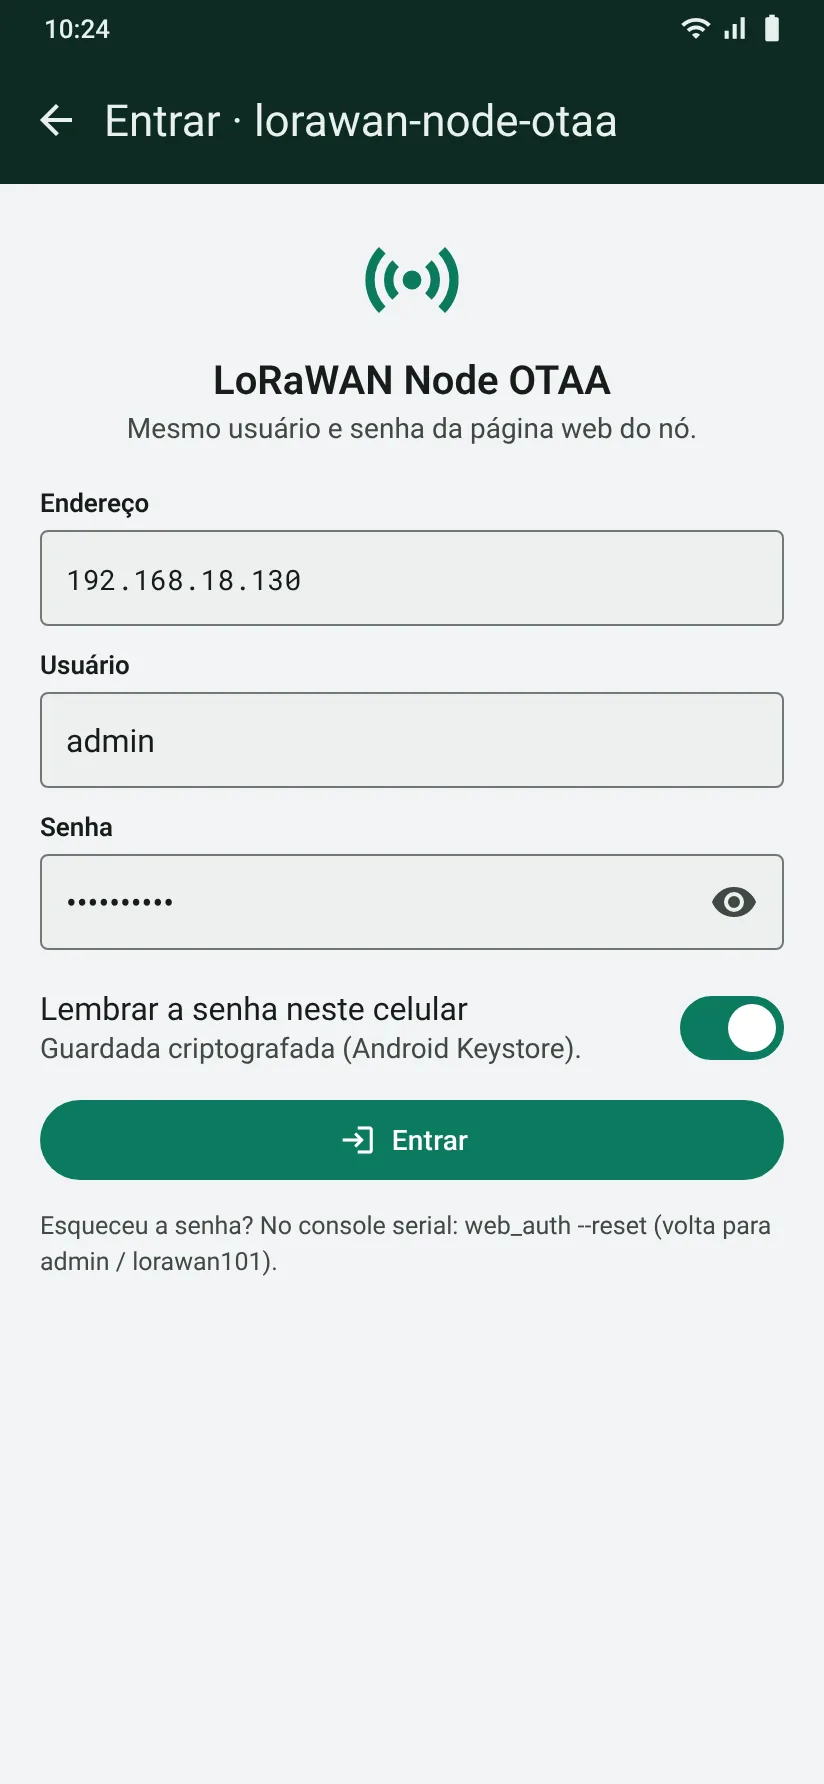 10:24
Entrar · lorawan-node-otaa
LoRaWAN Node OTAA
Mesmo usuário e senha da página web do nó.
Endereço
192.168.18.130
Usuário
admin
Senha
••••••••••
Lembrar a senha neste celular
Guardada criptografada (Android Keystore).
Entrar
Esqueceu a senha? No console serial: web_auth --reset (volta para
admin / lorawan101).